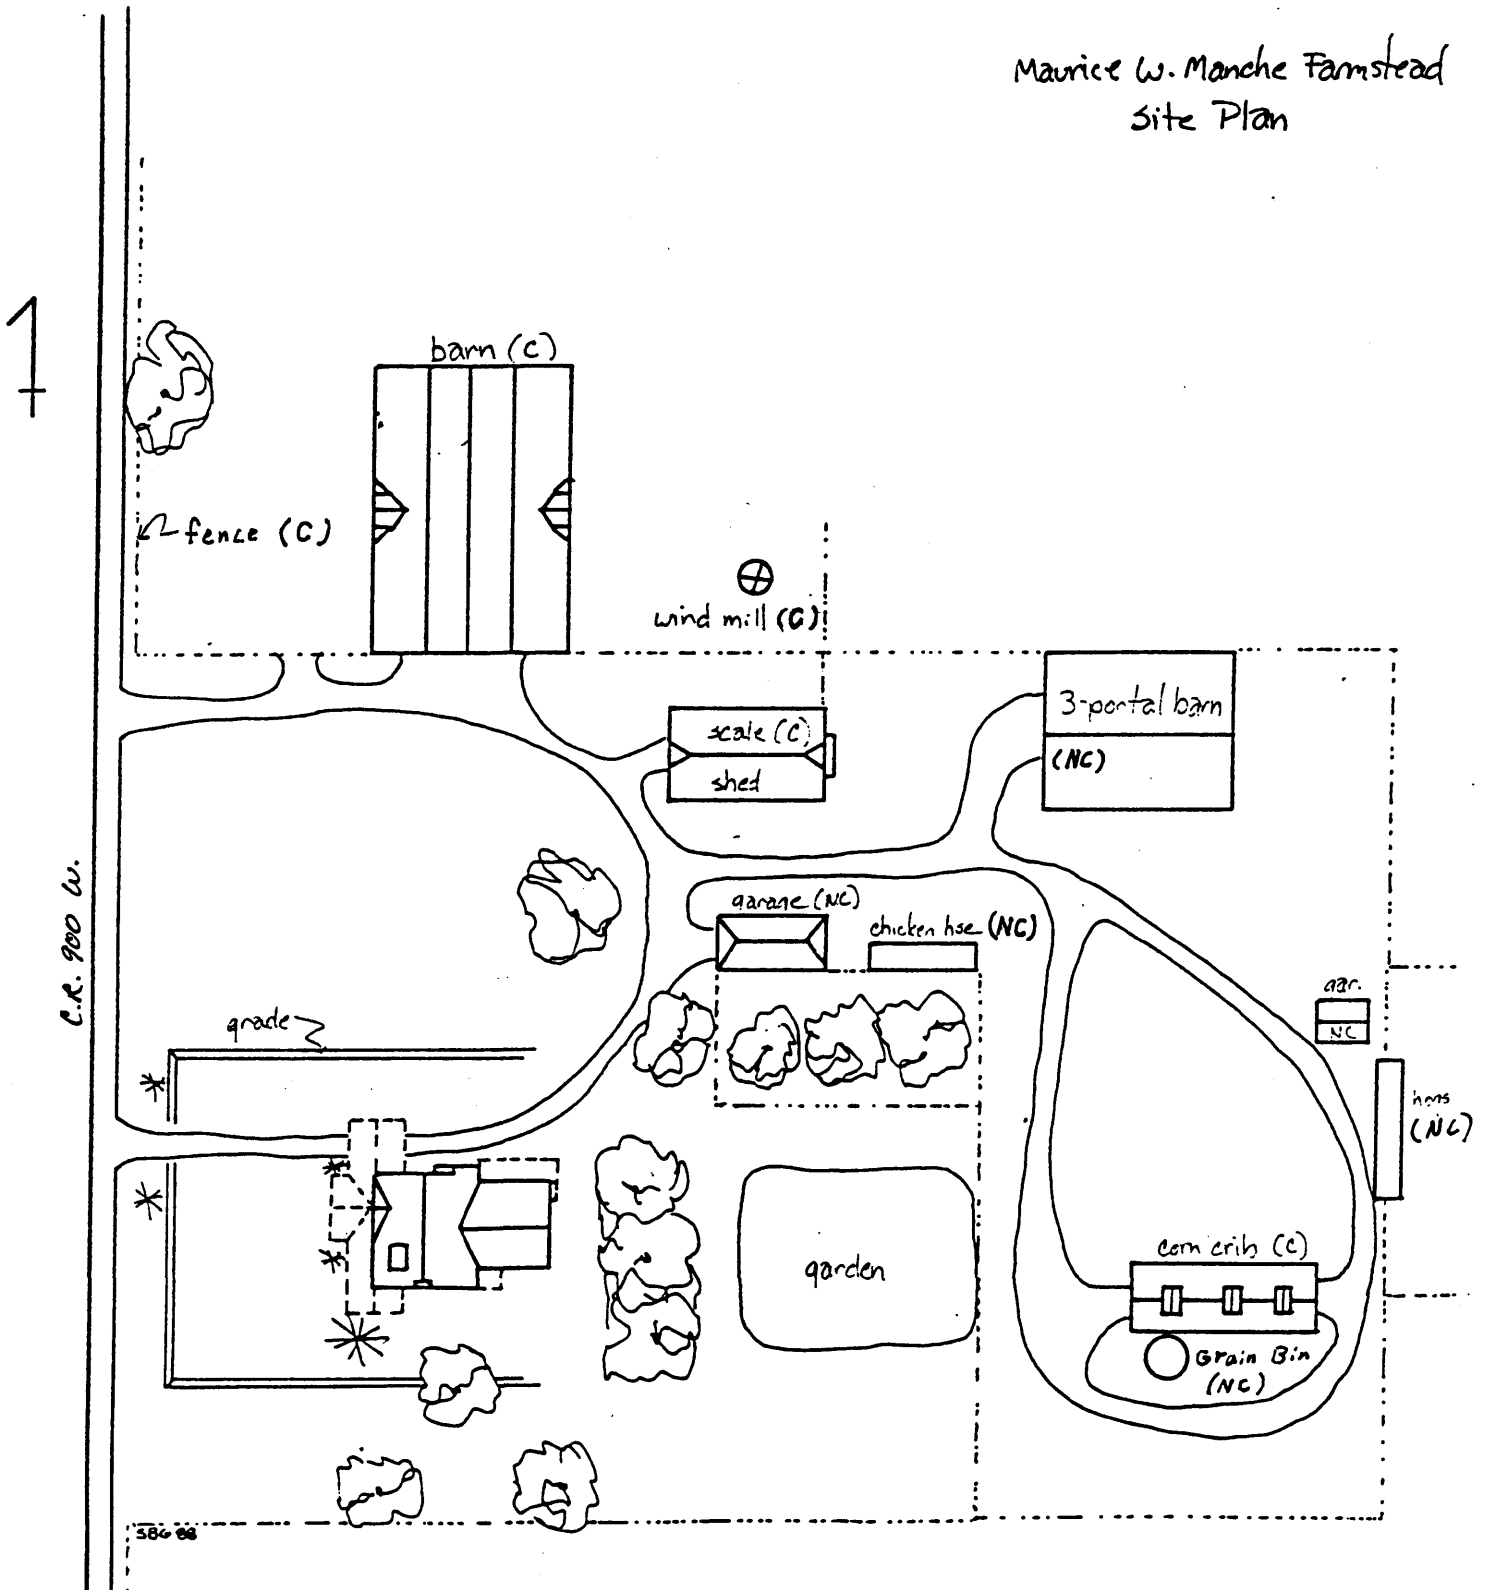 Maurice W. Manche Farmstead
Site Plan
barn (C)
fence (C)
wind mill (C)
scale (C)
shed
3-portal barn
(NC)
C.R. 900 W.
garage (NC)
chicken hse (NC)
gar.
NC
grade
(NC)
garden
corn crib (C)
Grain Bin
(NC)
SBG 88